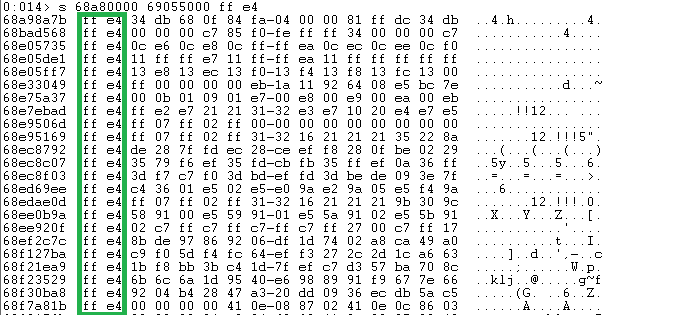 0:014> s 68a80000 69055000 ff e4
68a98a7b ff e4 34 db 68 0f 84 fa-04 00 00 81 ff dc 34 db ..4.h.........4.
68bad568 ff e4 00 00 00 c7 85 f0-fe ff ff 34 00 00 00 c7 ...........4....
68e05735 ff e4 0c e6 0c e8 0c ff-ff ea 0c ec 0c ee 0c f0 ................
68e05de1 ff e4 11 ff ff e7 11 ff-ff ea 11 ff ff ff ff ff ................
68e05ff7 ff e4 13 e8 13 ec 13 f0-13 f4 13 f8 13 fc 13 00 ................
68e33049 ff e4 ff 00 00 00 00 eb-1a 11 92 64 08 e5 bc 7e ...........d...~
68e75a37 ff e4 00 0b 01 09 01 e7-00 e8 00 e9 00 ea 00 eb ................
68e7ebad ff e4 ff e2 e7 21 21 31-32 e3 e7 10 20 e4 e7 e5 .....!!12... ...
68e9506d ff e4 ff 07 ff 02 ff 00-00 00 00 00 00 00 00 00 ................
68e95169 ff e4 ff 07 ff 02 ff 31-32 16 21 21 21 35 22 8a .......12.!!!5".
68ec8792 ff e4 de 28 7f fd ec 28-ce ef f8 28 0f be 02 29 ...(...(...(...)
68ec8c07 ff e4 35 79 f6 ef 35 fd-cb fb 35 ff ef 0a 36 ff ..5y..5...5...6.
68ec8f03 ff e4 3d f7 c7 f0 3d bd-ef fd 3d be de 09 3e 7f ..=...=...=...>.
68ed69ee ff e4 c4 36 01 e5 02 e5-e0 9a e2 9a 05 e5 f4 9a ...6............
68edae0d ff e4 ff 07 ff 02 ff 31-32 16 21 21 21 9b 30 9c .......12.!!!.0.
68ee0b9a ff e4 58 91 00 e5 59 91-01 e5 5a 91 02 e5 5b 91 ..X...Y...Z...[.
68ee920f ff e4 02 c7 ff c7 ff c7-ff c7 ff 27 00 c7 ff 17 ...........'....
68ef2c7c ff e4 8b de 97 86 92 06-df 1d 74 02 a8 ca 49 a0 ..........t...I.
68f127ba ff e4 c9 f0 5d f4 fc 64-ef f3 27 2c 2d 1c a6 63 ....]..d..',-..c
68f21ea9 ff e4 1b f8 bb 3b c4 1d-7f ef c7 d3 57 ba 70 8c .....;......W.p.
68f23529 ff e4 6b 6c 6a 1d 95 40-e6 98 89 91 f9 67 7e 66 ..klj..@.....g~f
68f30ba8 ff e4 92 04 b4 28 47 a3-20 dd 09 36 ec db 5a c5 .....(G. ..6..Z.
68f7a81b ff e4 00 00 00 04 41 0e-08 87 02 41 0e 0c 86 03 ......A....A....